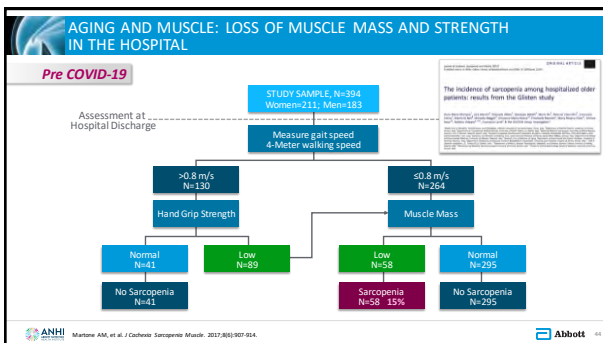 AGING AND MUSCLE: LOSS OF MUSCLE MASS AND STRENGTH
IN THE HOSPITAL
Pre COVID-19
ORIGINAL ARTICLE
The incidence of sarcopenia among hospitalized older
patients: results from the Glisten study
STUDY SAMPLE, N=394
Women=211; Men=183
Assessment at
Hospital Discharge
Measure gait speed
4-Meter walking speed
>0.8 m/s
N=130
≤0.8 m/s
N=264
Hand Grip Strength
Muscle Mass
Normal
N=41
Low
N=89
Low
N=58
Normal
N=295
No Sarcopenia
N=41
Sarcopenia
N=58 15%
No Sarcopenia
N=295
ANHI
Martone AM, et al. J Cachexia Sarcopenia Muscle. 2017;8(6):907-914.
Abbott
44